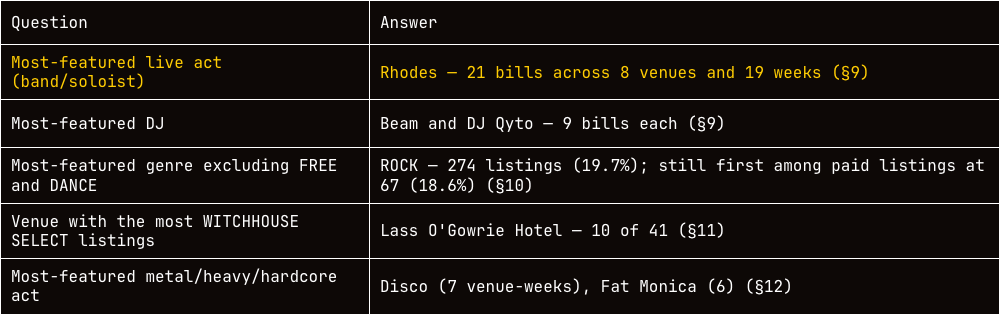 Question
Answer
Most-featured live act
(band/soloist)
Rhodes — 21 bills across 8 venues and 19 weeks (§9)
Most-featured DJ
Beam and DJ Qyto — 9 bills each (§9)
Most-featured genre excluding FREE
and DANCE
ROCK — 274 listings (19.7%); still first among paid listings at
67 (18.6%) (§10)
Venue with the most WITCHHOUSE
SELECT listings
Lass O'Gowrie Hotel — 10 of 41 (§11)
Most-featured metal/heavy/hardcore
act
Disco (7 venue-weeks), Fat Monica (6) (§12)